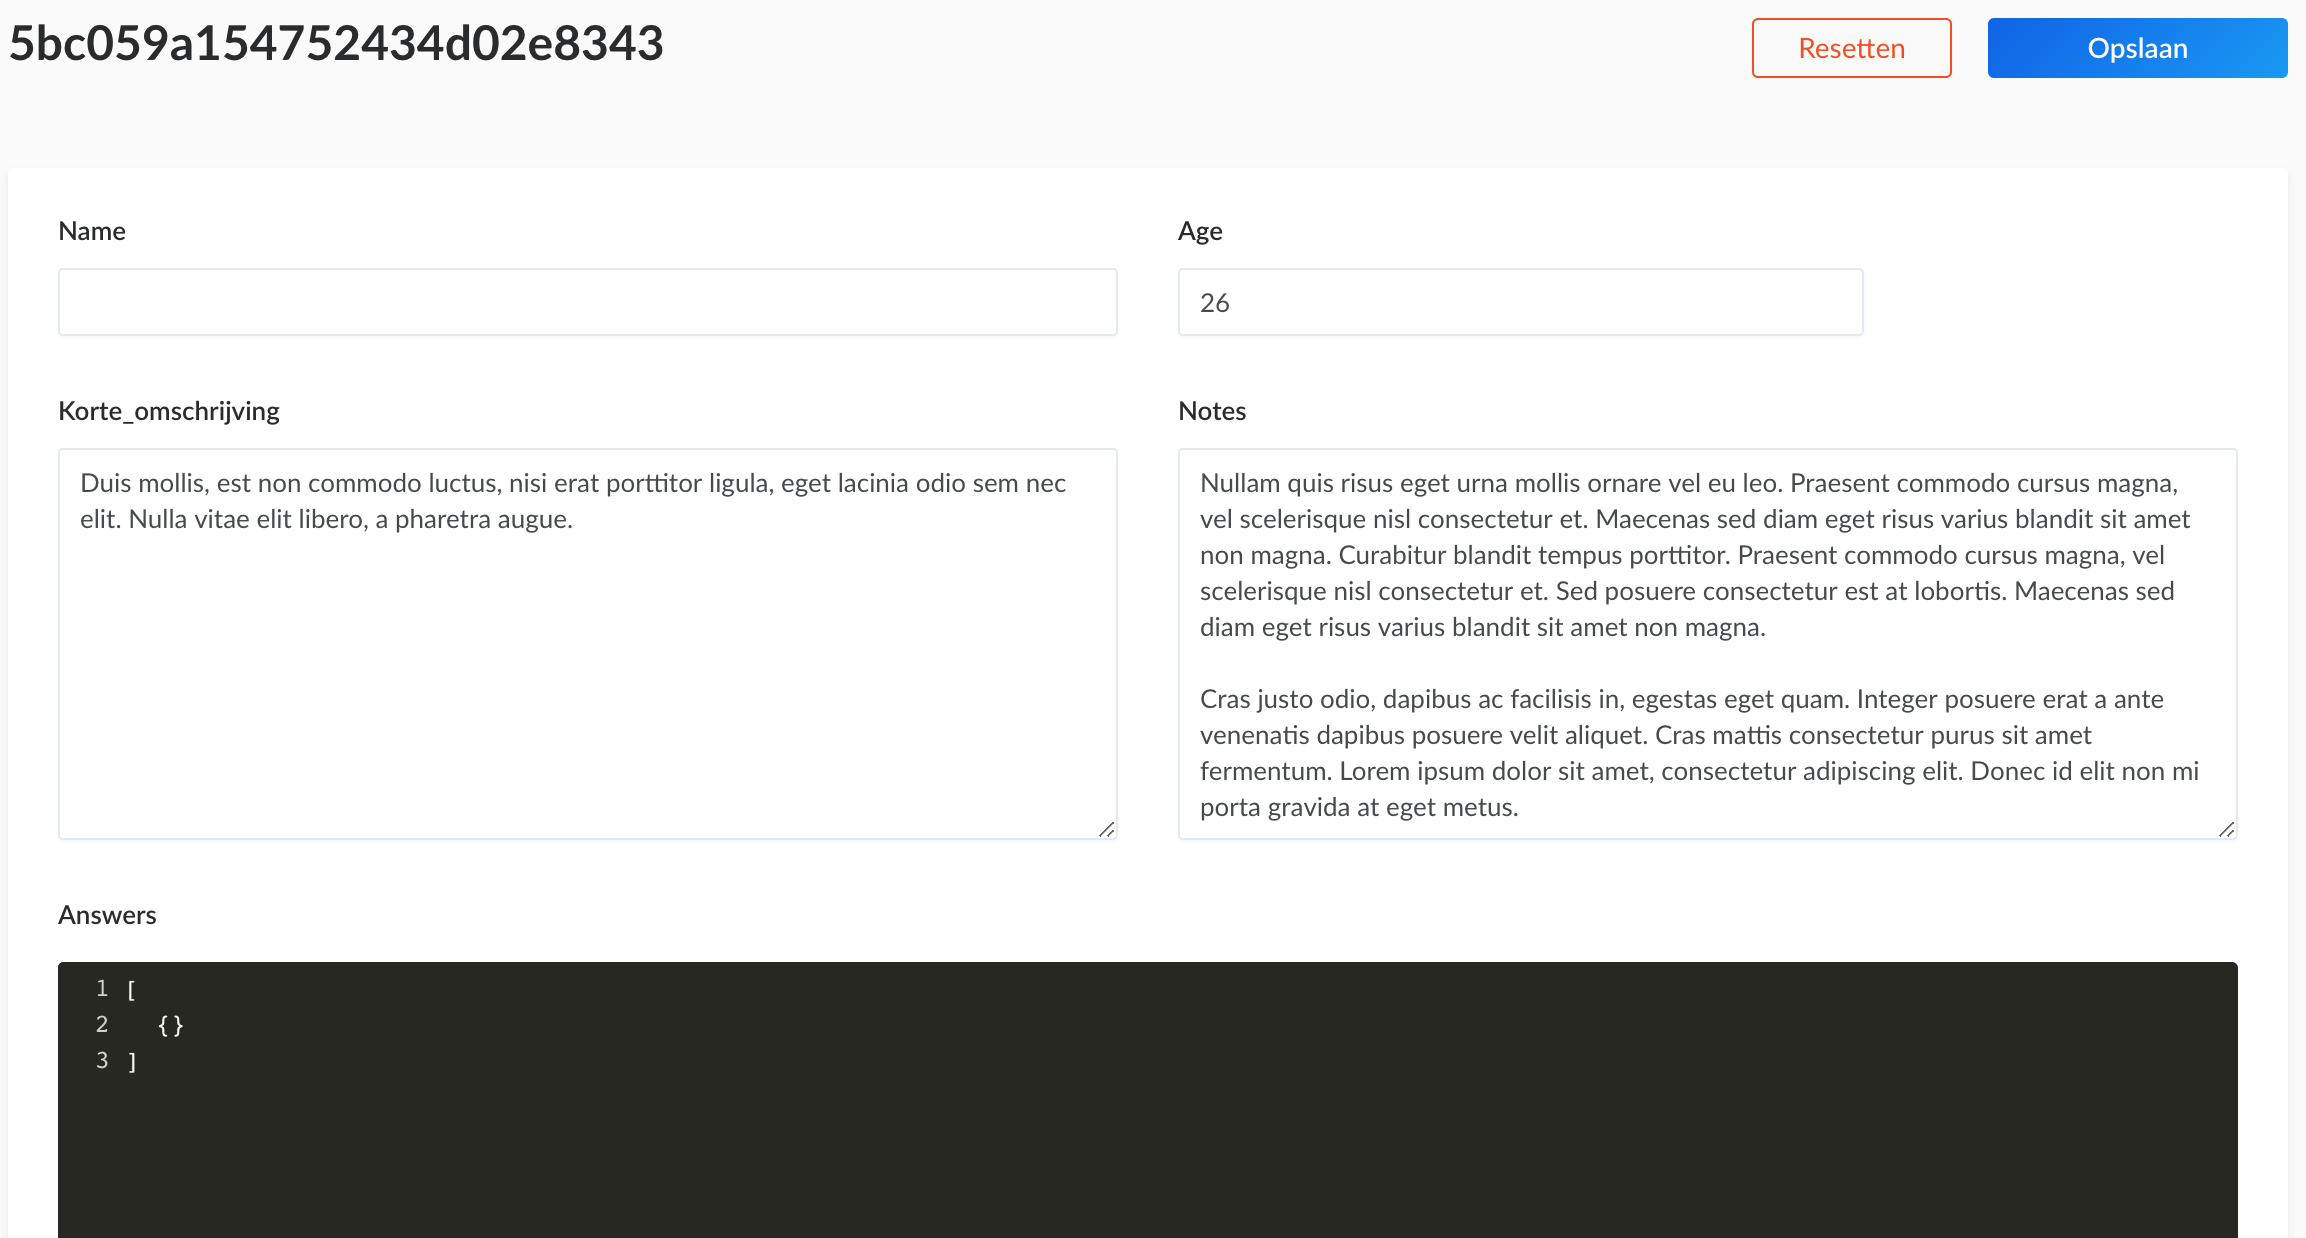 5bc059a154752434d02e8343
Resetten
Opslaan
Name
Age
26
Korte_omschrijving
Notes
Duis mollis, est non commodo luctus, nisi erat porttitor ligula, eget lacinia odio sem nec
elit. Nulla vitae elit libero, a pharetra augue.
Nullam quis risus eget urna mollis ornare vel eu leo. Praesent commodo cursus magna,
vel scelerisque nisl consectetur et. Maecenas sed diam eget risus varius blandit sit amet
non magna. Curabitur blandit tempus porttitor. Praesent commodo cursus magna, vel
scelerisque nisl consectetur et. Sed posuere consectetur est at lobortis. Maecenas sed
diam eget risus varius blandit sit amet non magna.
Cras justo odio, dapibus ac facilisis in, egestas eget quam. Integer posuere erat a ante
venenatis dapibus posuere velit aliquet. Cras mattis consectetur purus sit amet
fermentum. Lorem ipsum dolor sit amet, consectetur adipiscing elit. Donec id elit non mi
porta gravida at eget metus.
Answers
1 [
2 {}
3 ]